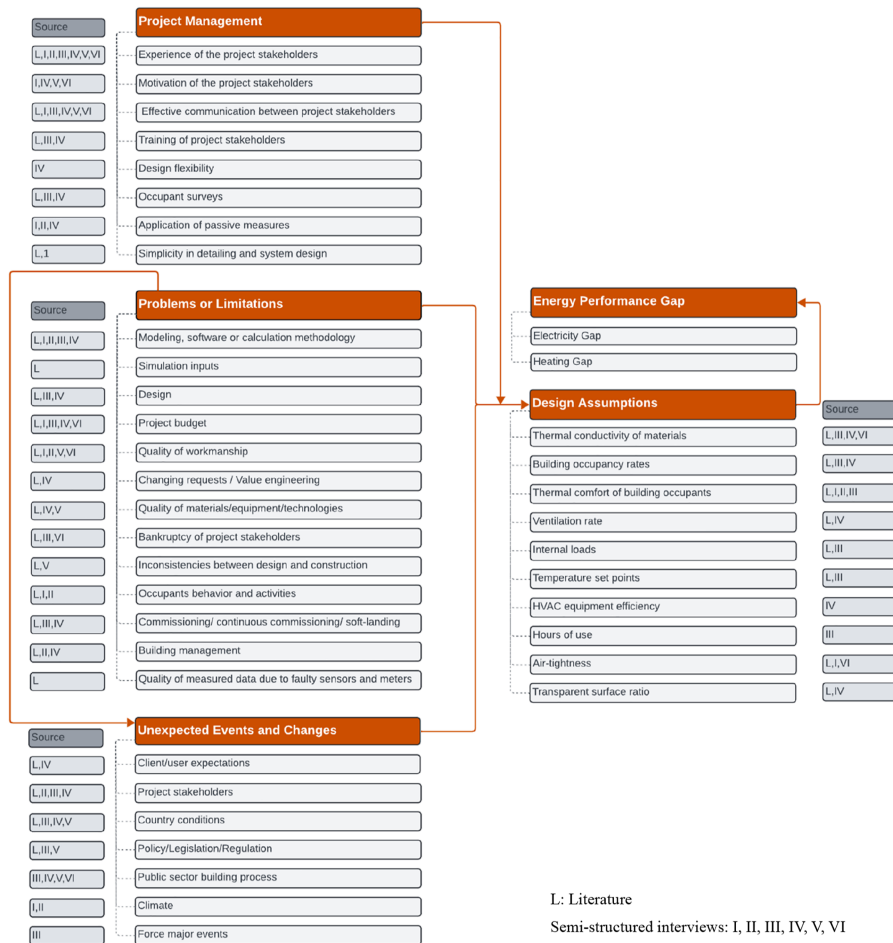 Source
Project Management
L,I,II,III,IV,V,VI
Experience of the project stakeholders
I,IV,V,VI
Motivation of the project stakeholders
L,I,III,IV,V,VI
Effective communication between project stakeholders
L,III,IV
Training of project stakeholders
IV
Design flexibility
L,III,IV
Occupant surveys
I,II,IV
Application of passive measures
L,1
Simplicity in detailing and system design
Source
Problems or Limitations
L,I,II,III,IV
Modeling, software or calculation methodology
L
Simulation inputs
L,III,IV
Design
L,I,III,IV,VI
Project budget
L,I,II,V,VI
Quality of workmanship
L,IV
Changing requests / Value engineering
L,IV,V
Quality of materials/equipment/technologies
L,III,VI
Bankruptcy of project stakeholders
L,V
Inconsistencies between design and construction
L,I,II
Occupants behavior and activities
L,III,IV
Commissioning/ continuous commissioning/ soft-landing
L,II,IV
Building management
L
Quality of measured data due to faulty sensors and meters
Source
Unexpected Events and Changes
L,IV
Client/user expectations
L,II,III,IV
Project stakeholders
L,III,IV,V
Country conditions
L,III,V
Policy/Legislation/Regulation
III,IV,V,VI
Public sector building process
I,II
Climate
III
Force major events
Energy Performance Gap
Electricity Gap
Heating Gap
Design Assumptions
Source
Thermal conductivity of materials
L,III,IV,VI
Building occupancy rates
L,III,IV
Thermal comfort of building occupants
L,I,II,III
Ventilation rate
L,IV
Internal loads
L,III
Temperature set points
L,III
HVAC equipment efficiency
IV
Hours of use
III
Air-tightness
L,I,VI
Transparent surface ratio
L,IV
L: Literature
Semi-structured interviews: I, II, III, IV, V, VI